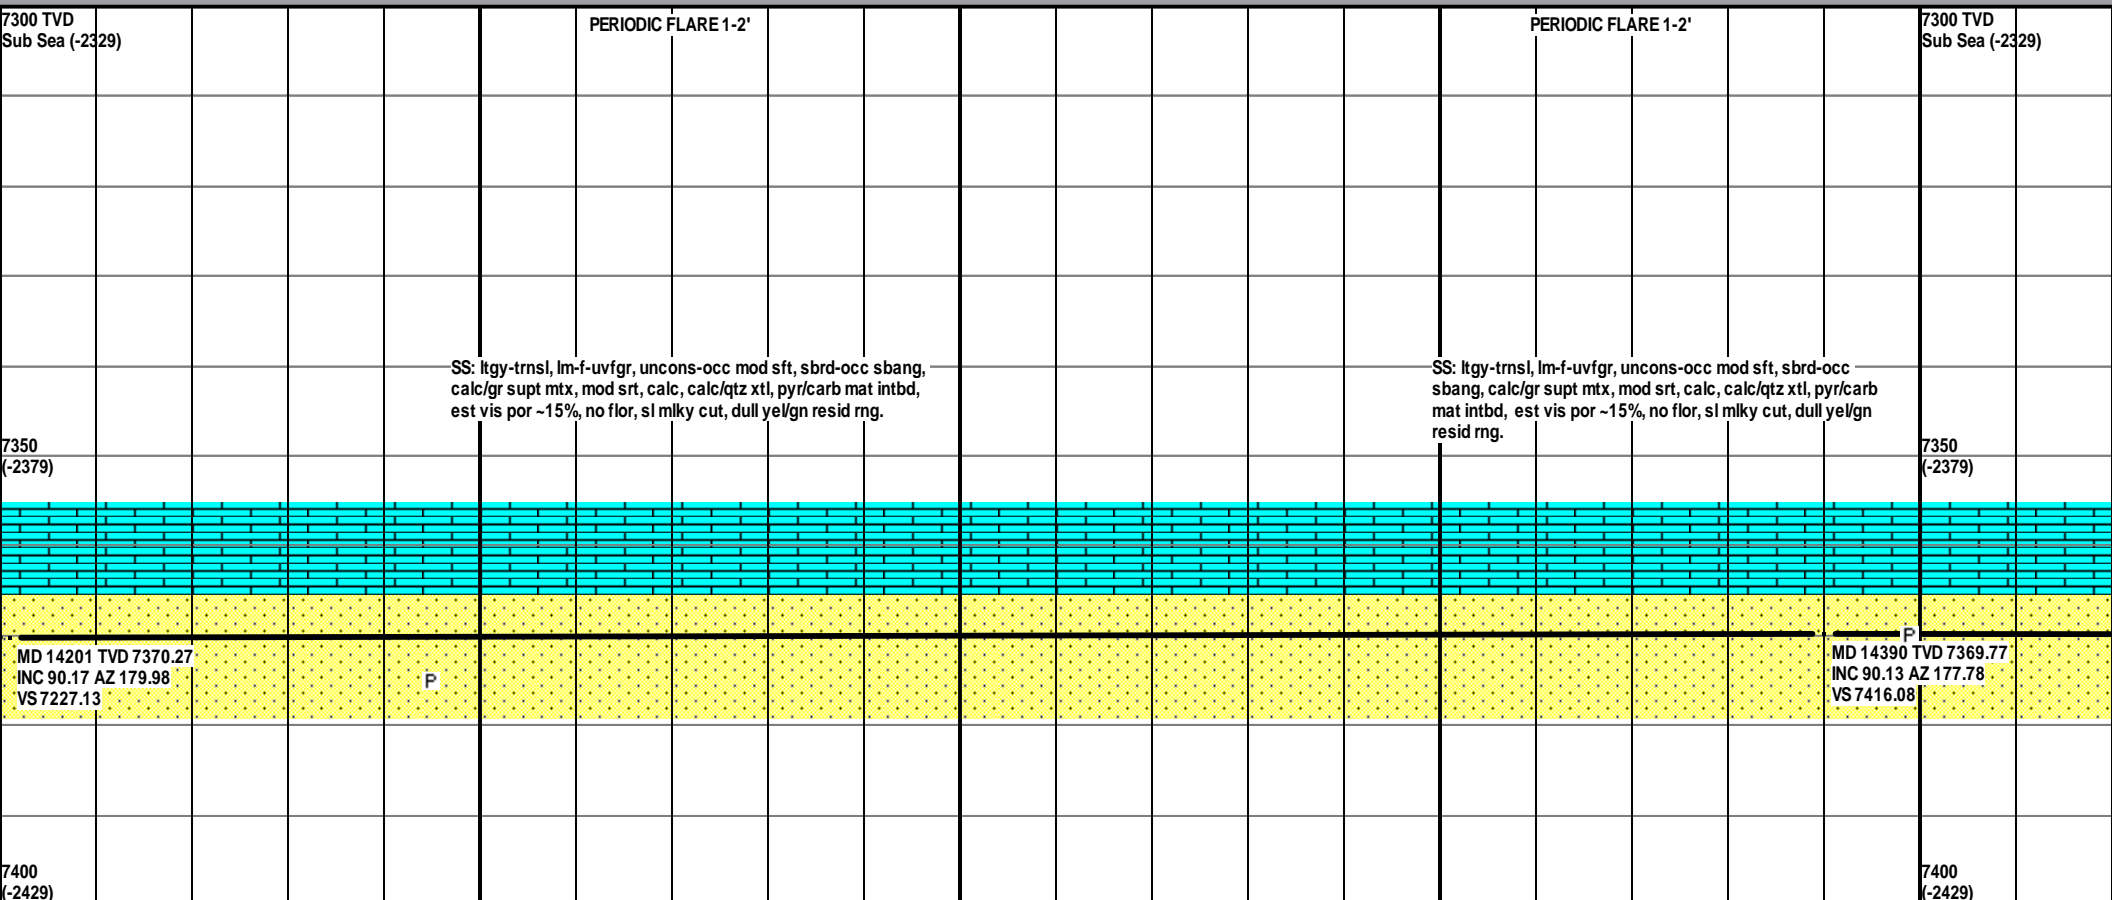 7300 TVD
Sub Sea (-2329)
PERIODIC FLARE 1-2'
PERIODIC FLARE 1-2'
7300 TVD
Sub Sea (-2329)
SS: ltgy-trnsl, lm-f-uvfgr, uncons-occ mod sft, sbrd-occ sbang,
calc/gr supt mtx, mod srt, calc, calc/qtz xtl, pyr/carb mat intbd,
est vis por ~15%, no flor, sl mlky cut, dull yel/gn resid rng.
SS: ltgy-trnsl, lm-f-uvfgr, uncons-occ mod sft, sbrd-occ
sbang, calc/gr supt mtx, mod srt, calc, calc/qtz xtl, pyr/carb
mat intbd, est vis por ~15%, no flor, sl mlky cut, dull yel/gn
resid rng.
7350
(-2379)
7350
(-2379)
MD 14201 TVD 7370.27
INC 90.17 AZ 179.98
VS 7227.13
P
P
MD 14390 TVD 7369.77
INC 90.13 AZ 177.78
VS 7416.08
7400
(-2429)
7400
(-2429)